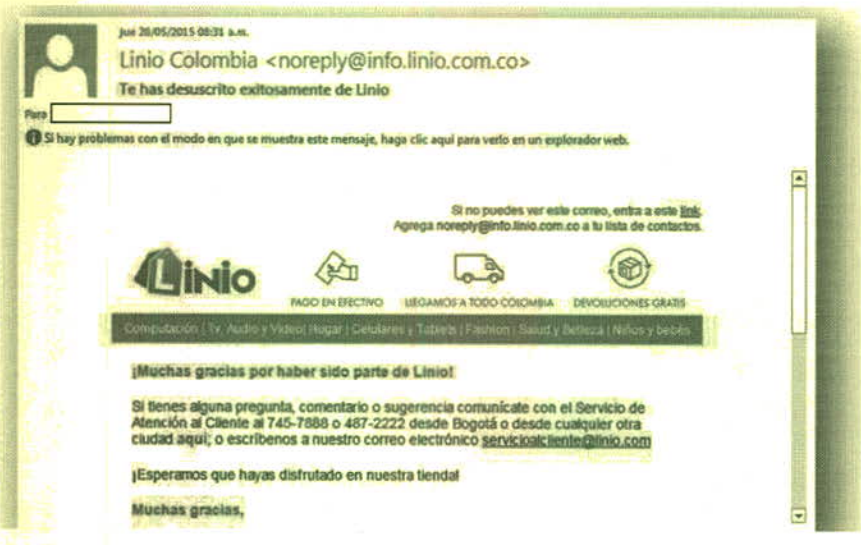 jue 28/05/2015 08:31 a.m.
Linio Colombia <noreply@info.linio.com.co>
Te has desuscrito exitosamente de Linio
Para
Si hay problemas con el modo en que se muestra este mensaje, haga clic aquí para verlo en un explorador web.
Si no puedes ver este correo, entra a este link.
Agrega noreply@info.linio.com.co a tu lista de contactos.
Linio
PAGO EN EFECTIVO LLEGAMOS A TODO COLOMBIA DEVOLUCIONES GRATIS
Computación | Tv, Audio y Video| Hogar | Celulares y Tablets | Fashion | Salud y Belleza | Niños y bebés
¡Muchas gracias por haber sido parte de Linio!
Si tienes alguna pregunta, comentario o sugerencia comunícate con el Servicio de
Atención al Cliente al 745-7888 o 487-2222 desde Bogotá o desde cualquier otra
ciudad aquí; o escríbenos a nuestro correo electrónico servicioalcliente@linio.com
¡Esperamos que hayas disfrutado en nuestra tienda!
Muchas gracias,